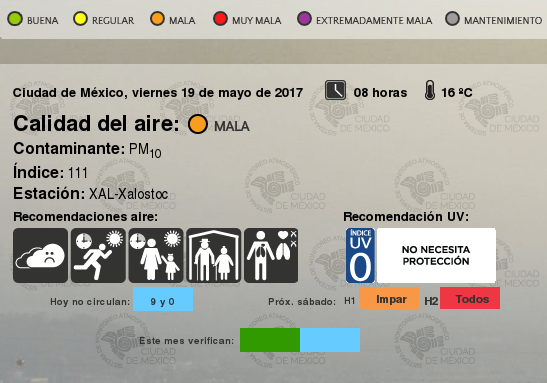 BUENA REGULAR MALA MUY MALA EXTREMADAMENTE MALA MANTENIMIENTO
Ciudad de México, viernes 19 de mayo de 2017 08 horas 16 ºC
Calidad del aire: MALA
Contaminante: PM10
Índice: 111
Estación: XAL-Xalostoc
Recomendaciones aire: Recomendación UV:
ÍNDICE
UV
0
NO NECESITA
PROTECCIÓN
Hoy no circulan: 9 y 0 Próx. sábado: H1 Impar H2 Todos
Este mes verifican: